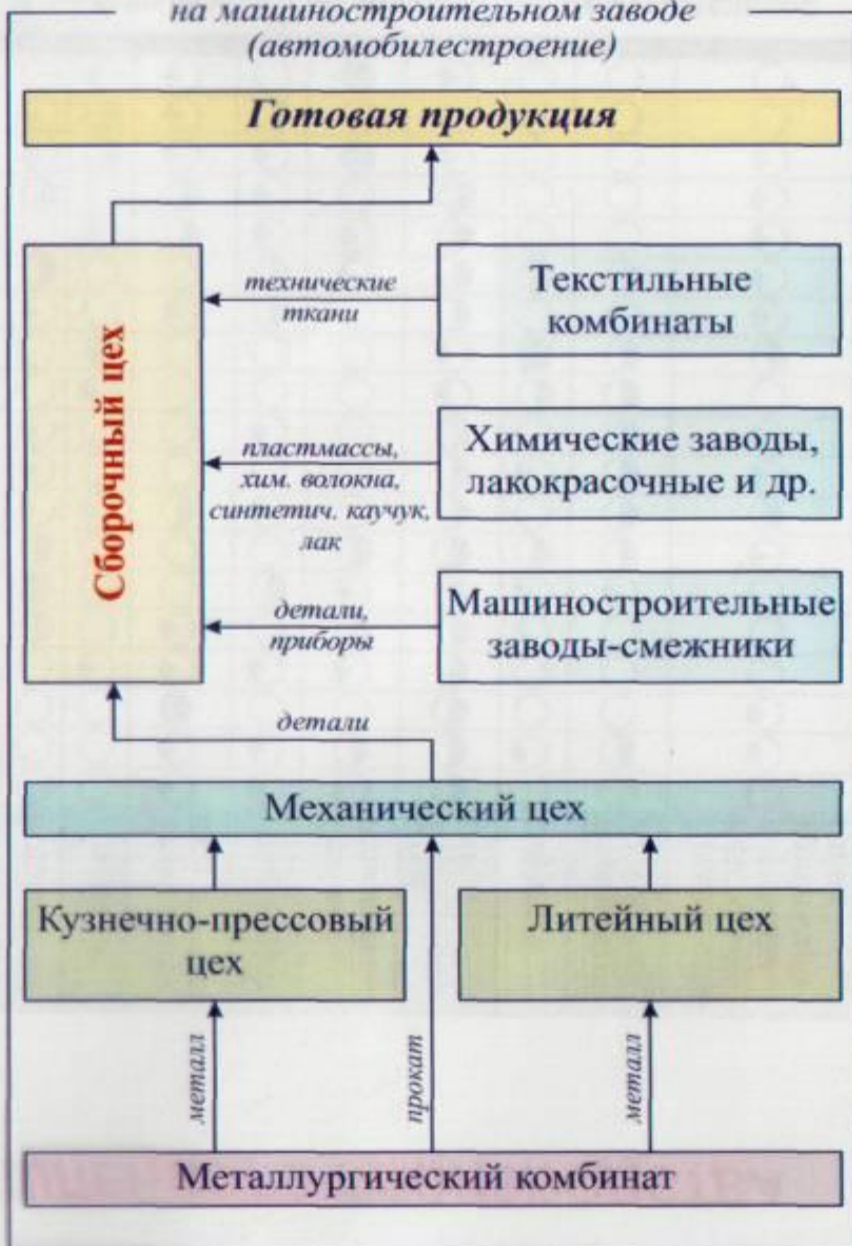 на машиностроительном заводе
(автомобилестроение)
Готовая продукция
Сборочный цех
технические
ткани
Текстильные
комбинаты
пластмассы,
хим. волокна,
синтетич. каучук,
лак
Химические заводы,
лакокрасочные и др.
детали,
приборы
Машиностроительные
заводы-смежники
детали
Механический цех
Кузнечно-прессовый
цех
Литейный цех
металл
прокат
металл
Металлургический комбинат